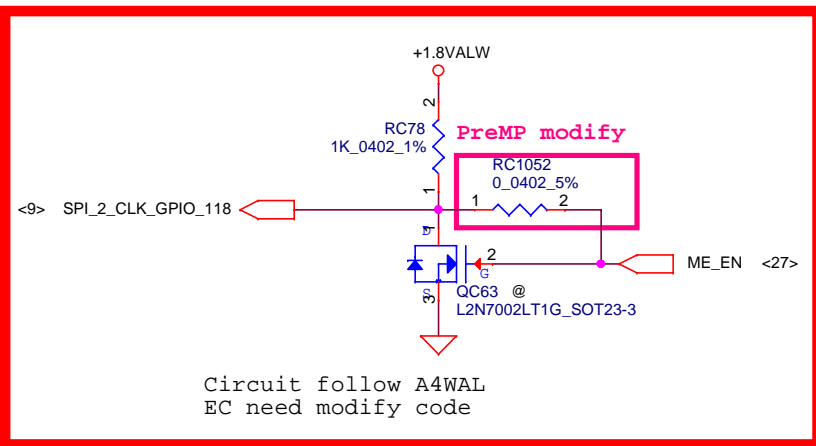 +1.8VALW
2
RC78
1K_0402_1%
1
PreMP modify
RC1052
0_0402_5%
1
2
<9> SPI_2_CLK_GPIO_118
1
D
2
G
ME_EN <27>
S
3
QC63 @
L2N7002LT1G_SOT23-3
Circuit follow A4WAL
EC need modify code